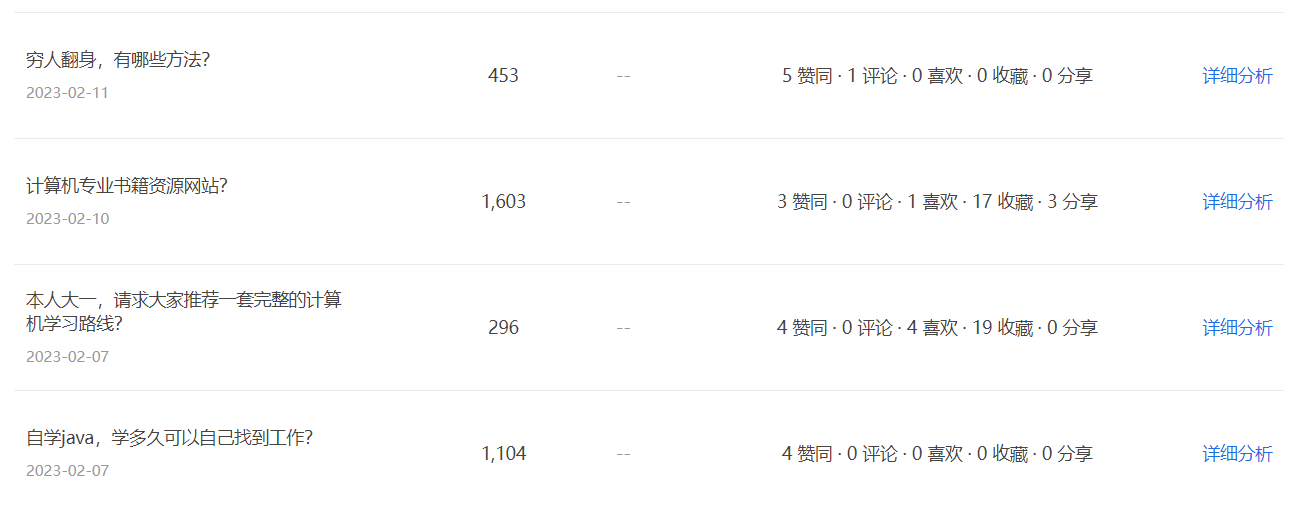 穷人翻身，有哪些方法？
2023-02-11
453 -- 5 赞同 · 1 评论 · 0 喜欢 · 0 收藏 · 0 分享 详细分析
计算机专业书籍资源网站？
2023-02-10
1,603 -- 3 赞同 · 0 评论 · 1 喜欢 · 17 收藏 · 3 分享 详细分析
本人大一，请求大家推荐一套完整的计算
机学习路线？
2023-02-07
296 -- 4 赞同 · 0 评论 · 4 喜欢 · 19 收藏 · 0 分享 详细分析
自学java，学多久可以自己找到工作？
2023-02-07
1,104 -- 4 赞同 · 0 评论 · 0 喜欢 · 0 收藏 · 0 分享 详细分析